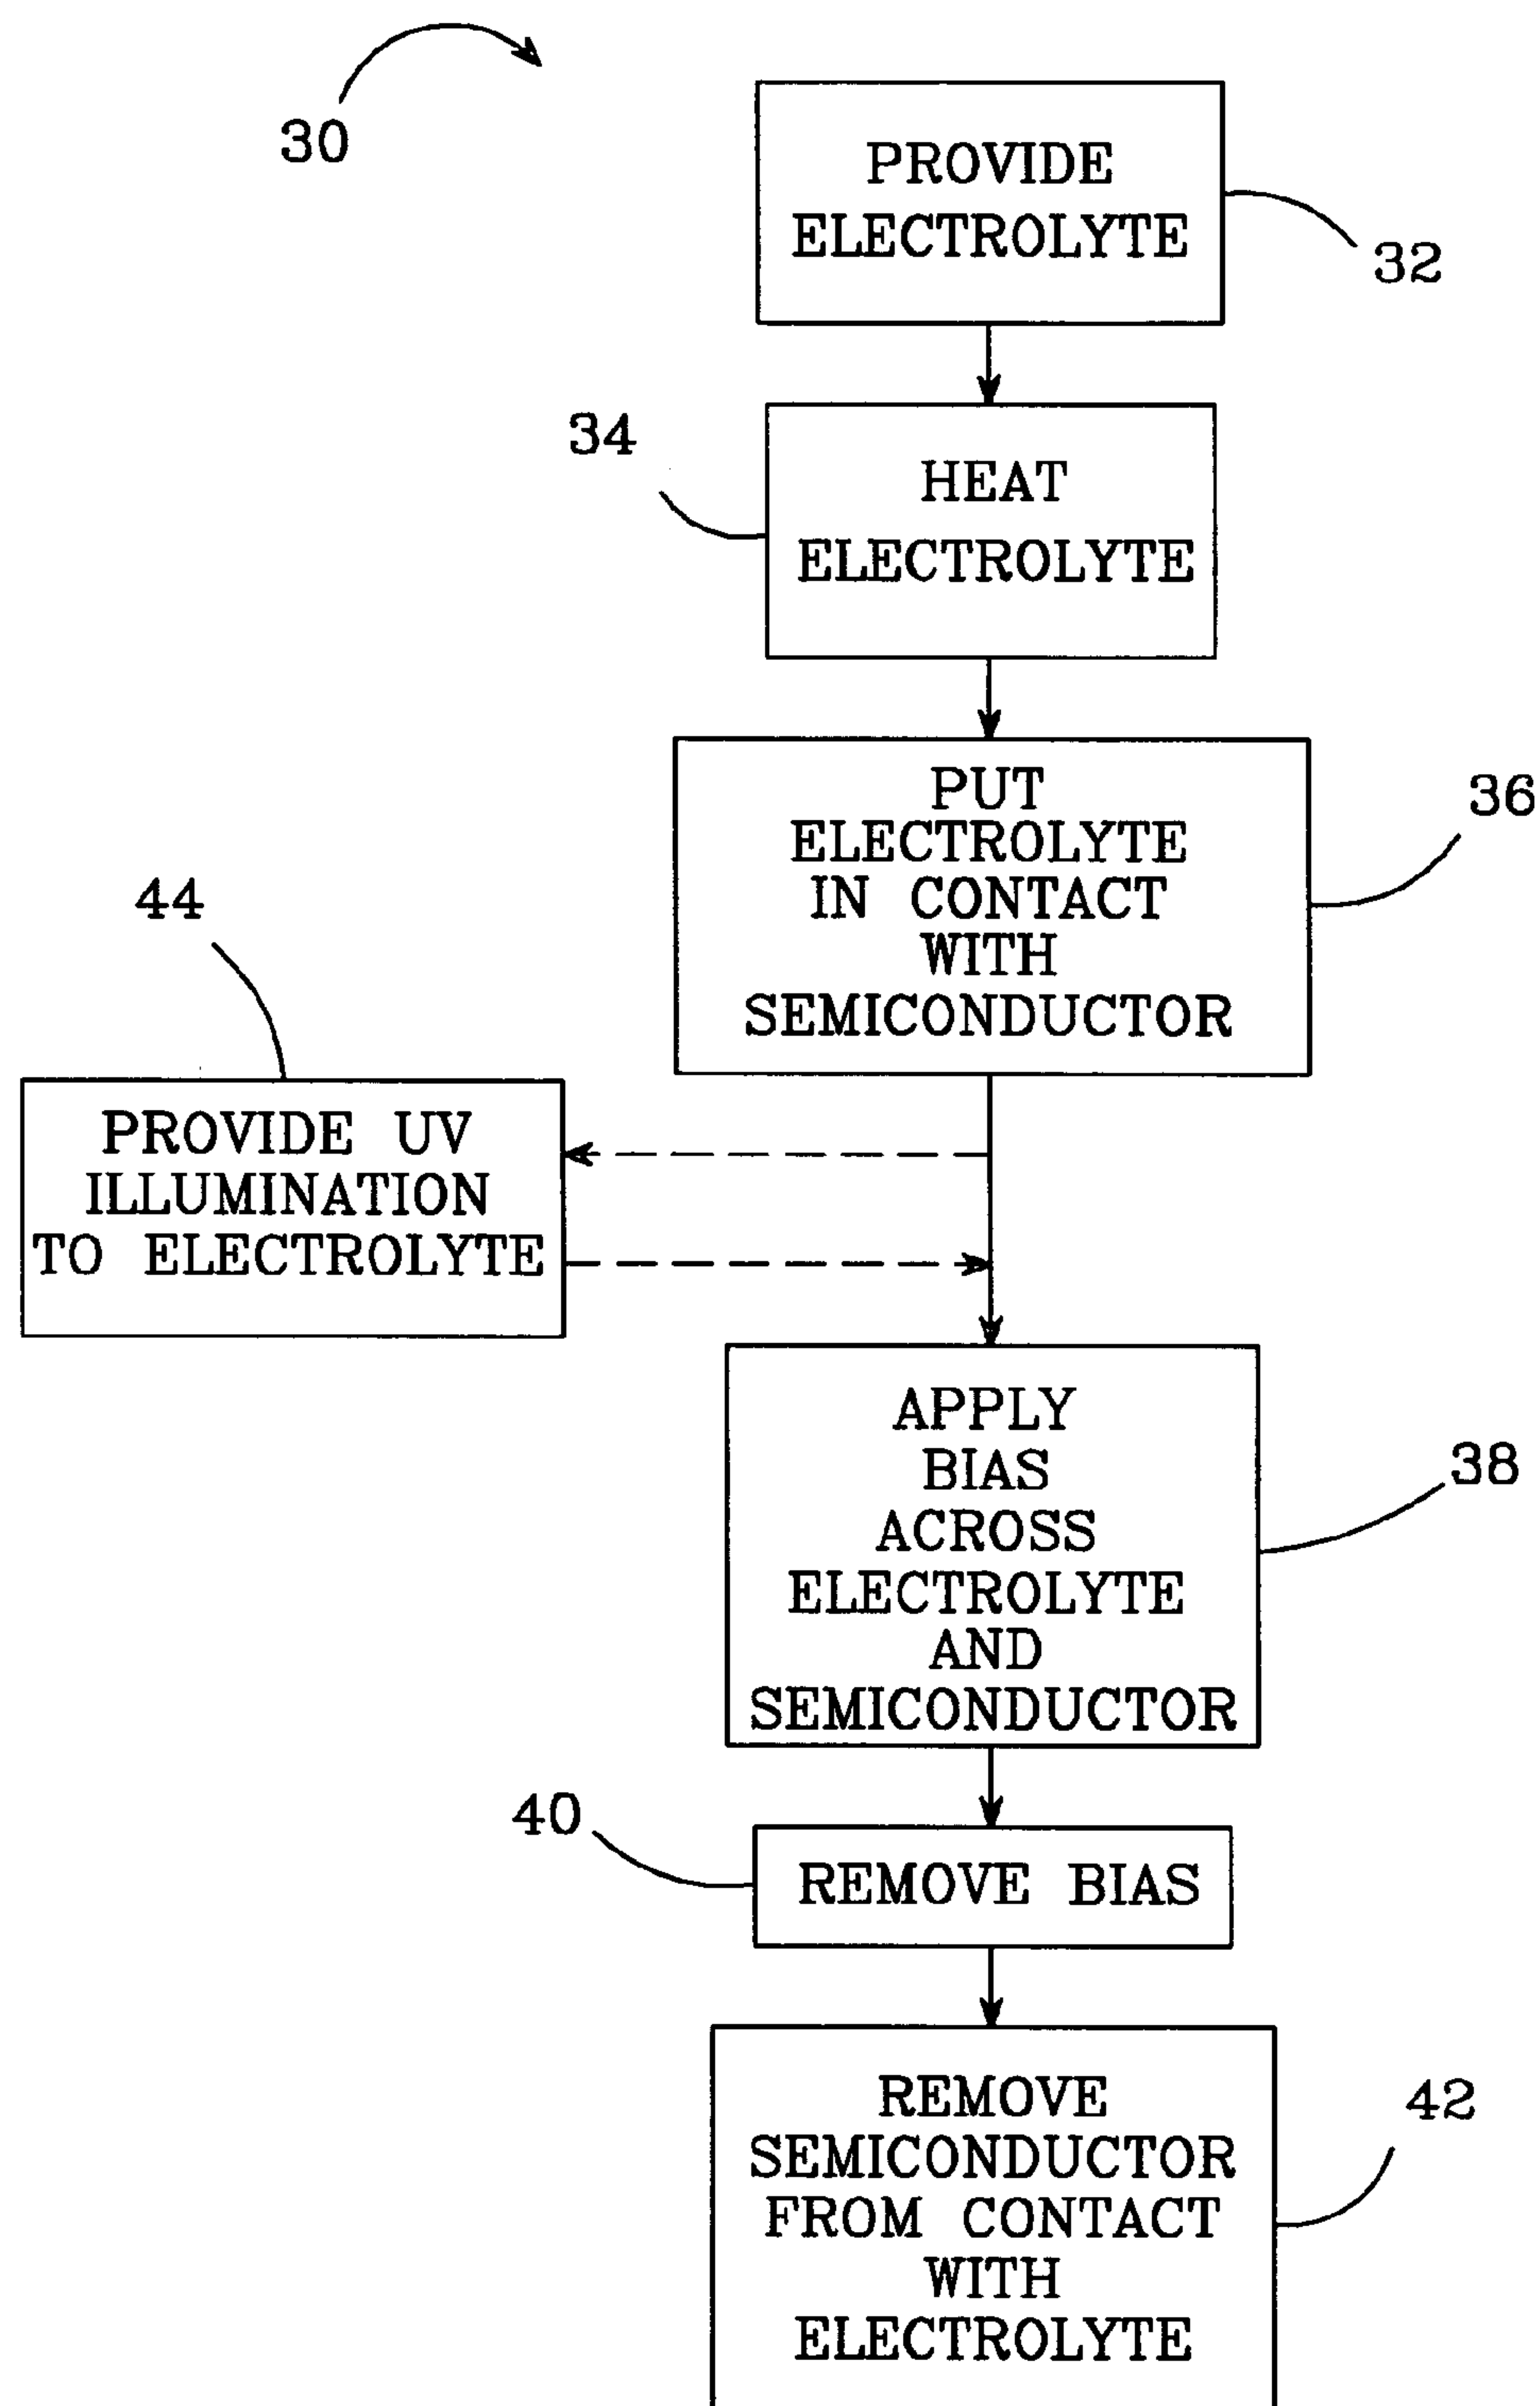 30
PROVIDE
ELECTROLYTE
32
34
HEAT
ELECTROLYTE
36
PUT
ELECTROLYTE
IN CONTACT
WITH
SEMICONDUCTOR
44
PROVIDE UV
ILLUMINATION
TO ELECTROLYTE
38
APPLY
BIAS
ACROSS
ELECTROLYTE
AND
SEMICONDUCTOR
40
REMOVE BIAS
42
REMOVE
SEMICONDUCTOR
FROM CONTACT
WITH
ELECTROLYTE